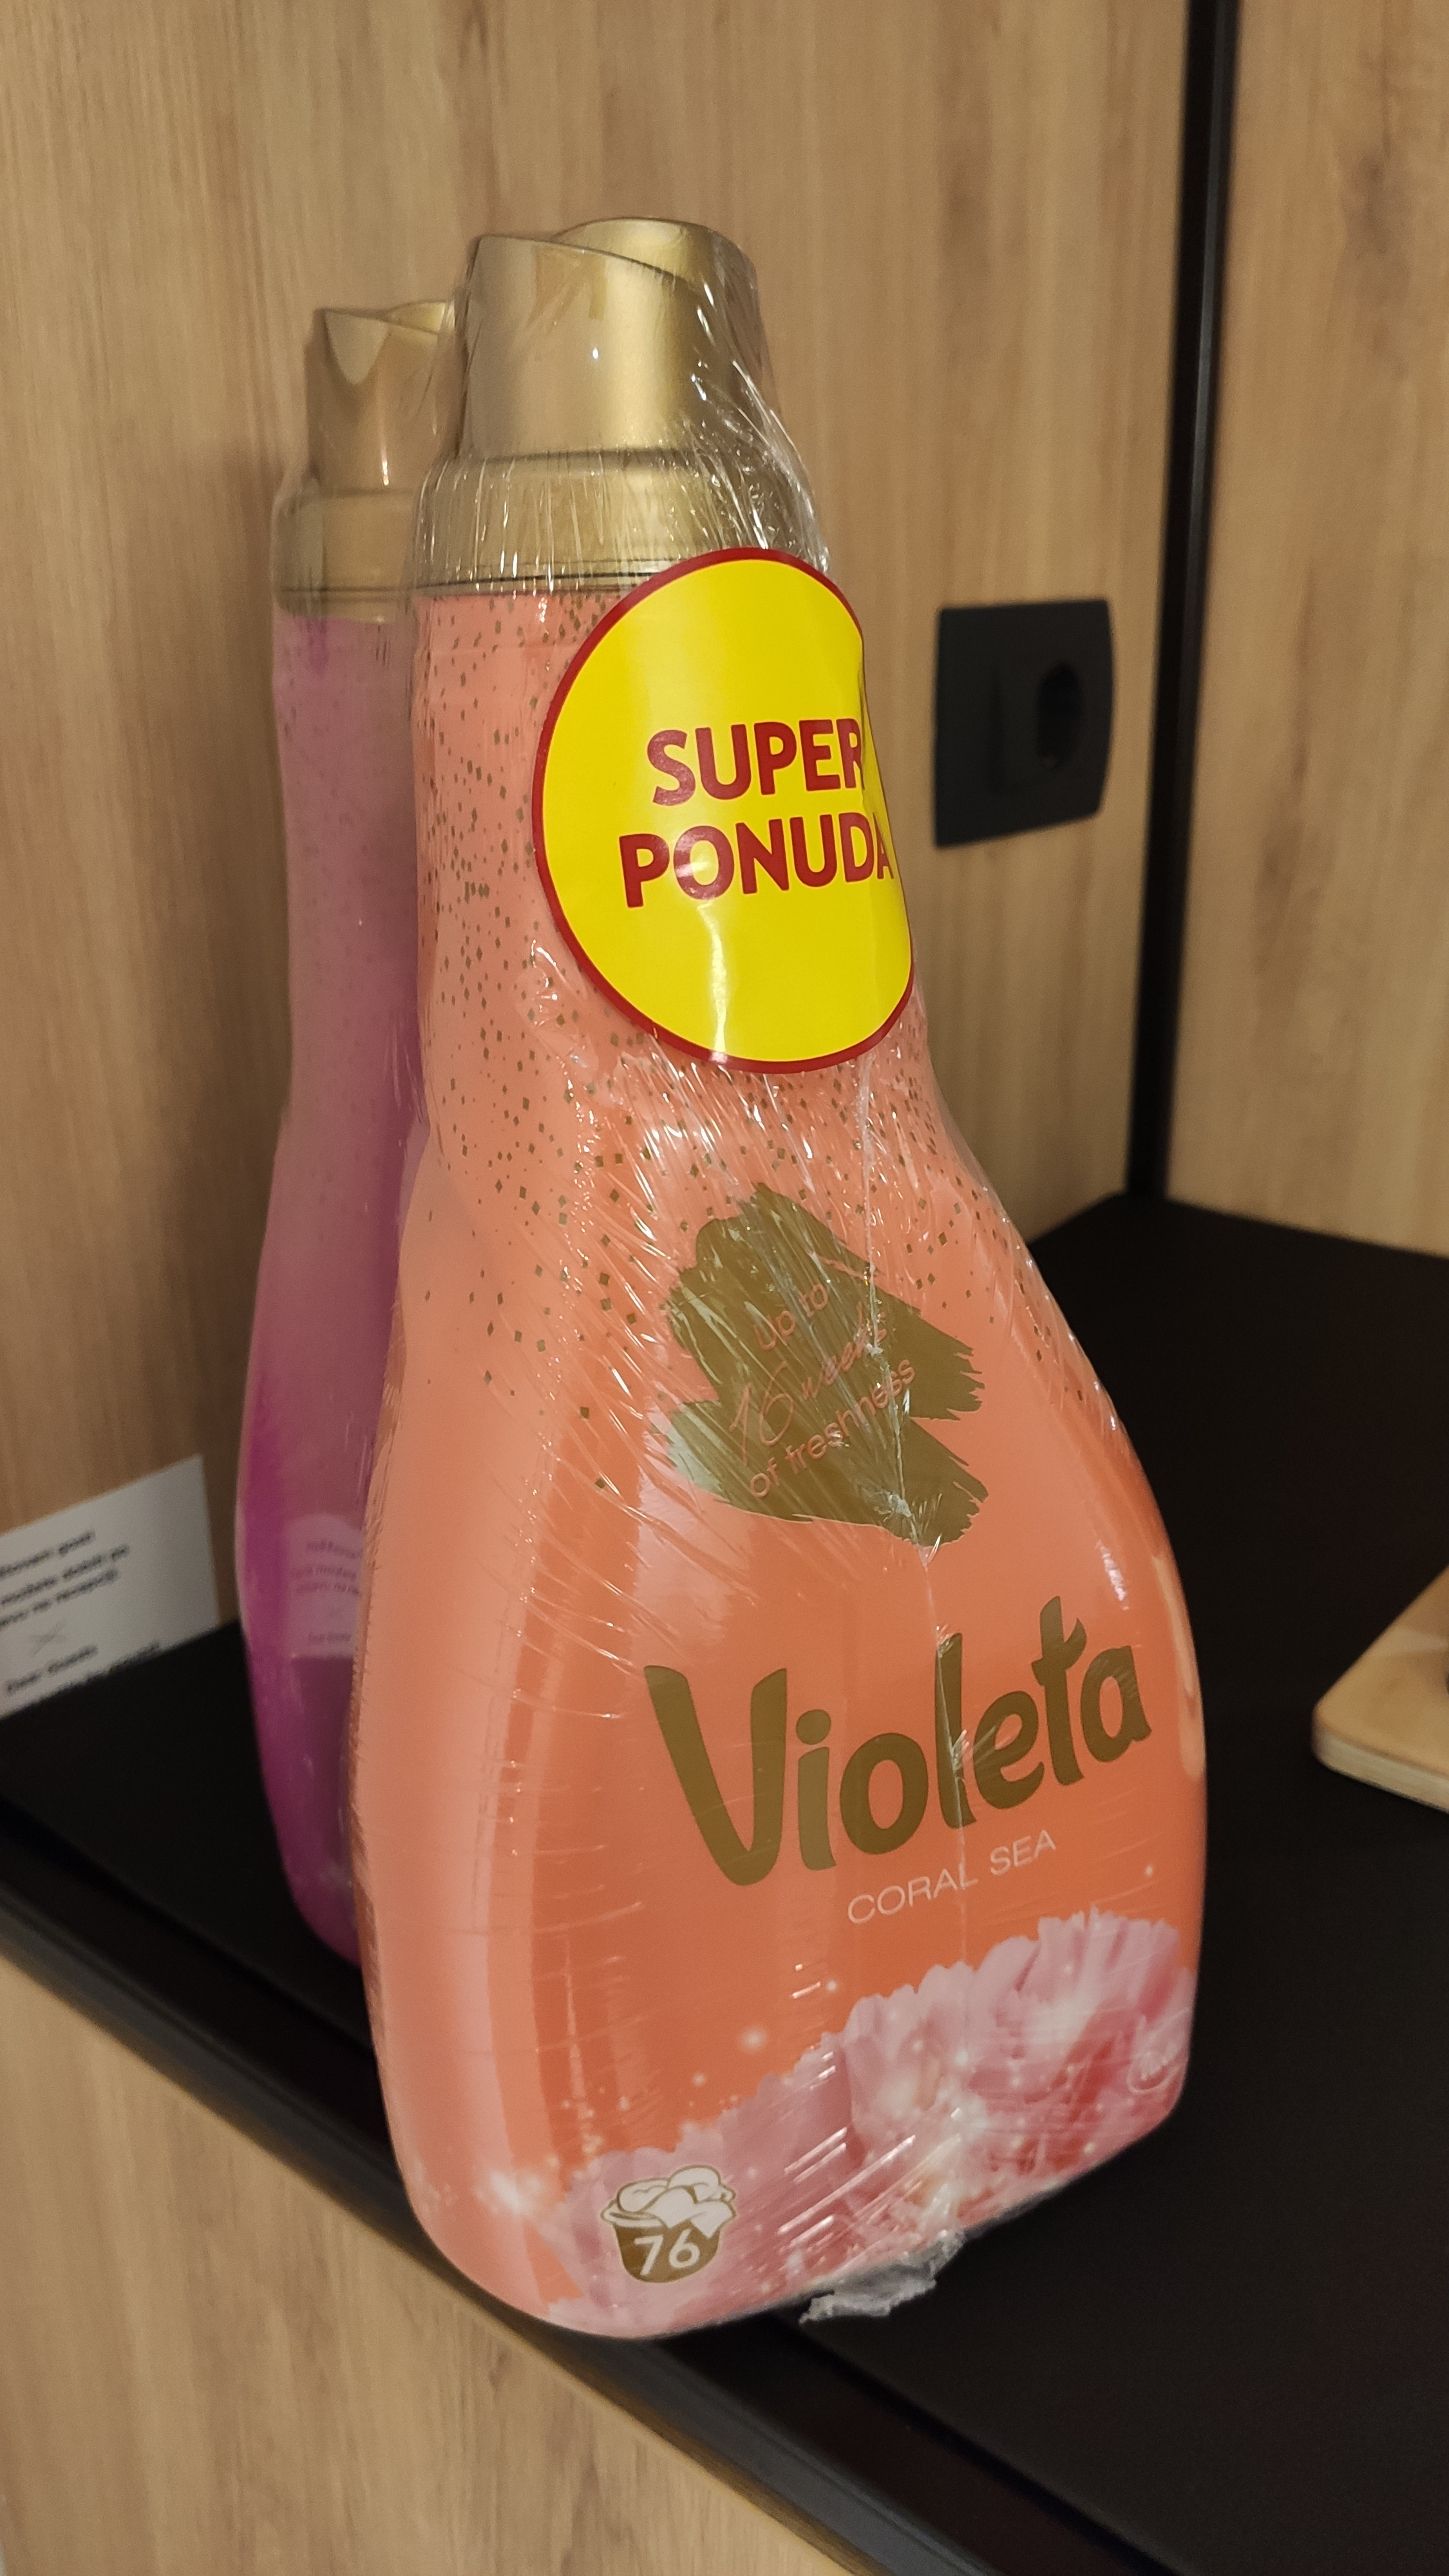 SUPER
PONUDA
Up to
16 weeks
of freshness
Violeta
CORAL SEA
76